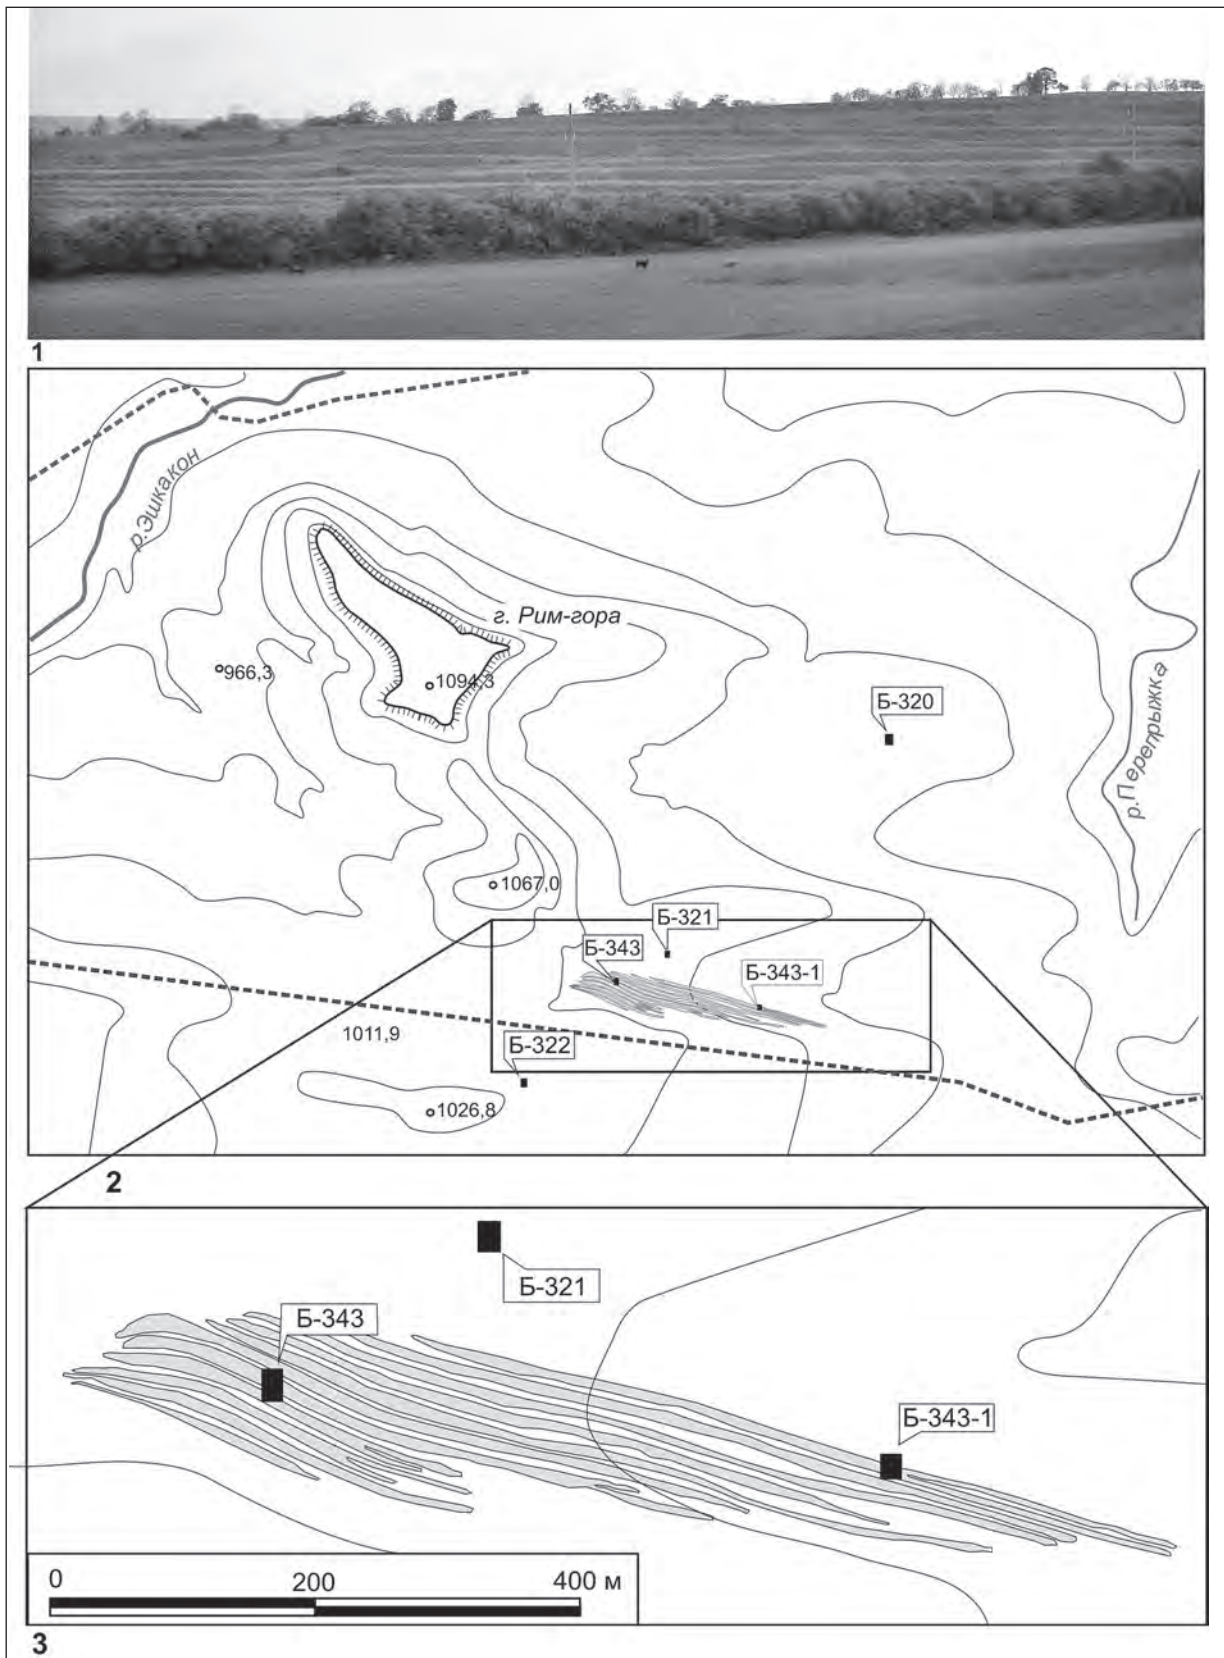 1
р.Эшкакон
г. Рим-гора
966,3
1094,3
Б-320
р.Перепрыжка
1067,0
Б-321
Б-343
Б-343-1
1011,9
Б-322
1026,8
2
Б-321
Б-343
Б-343-1
0 200 400 м
3